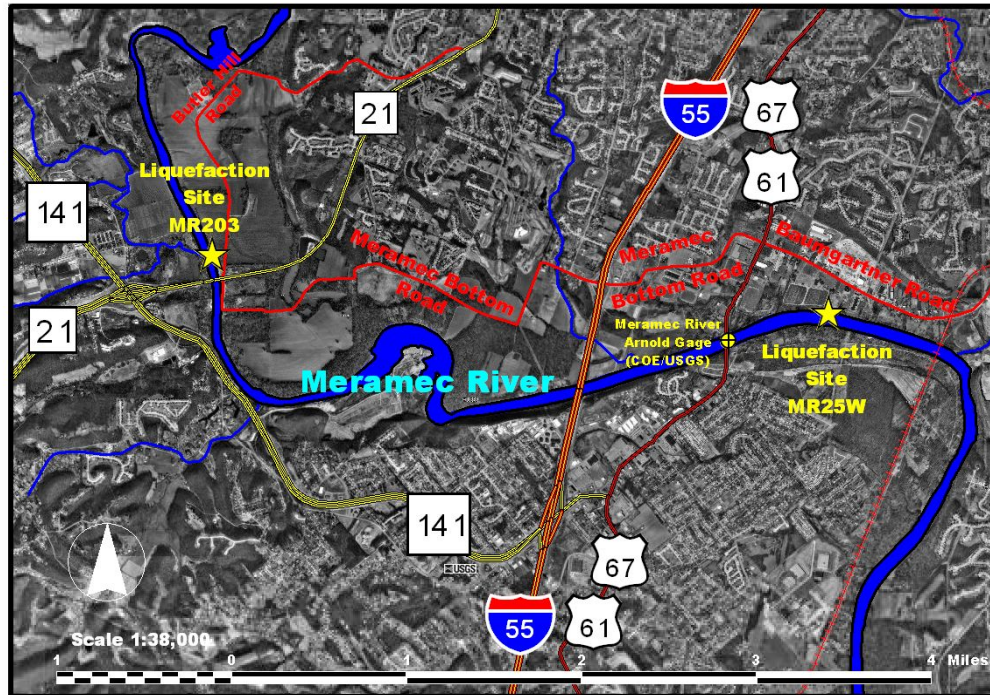 Butler Hill
Road
21
55
67
61
Liquefaction
Site
MR203
141
Meramec Bottom
Road
Meramec
Bottom Road
Baumgartner Road
21
Meramec River
Arnold Gage
(COE/USGS)
Liquefaction
Site
MR25W
Meramec River
141
USGS
67
55
61
Scale 1:38,000
1 0 1 2 3 4 Miles